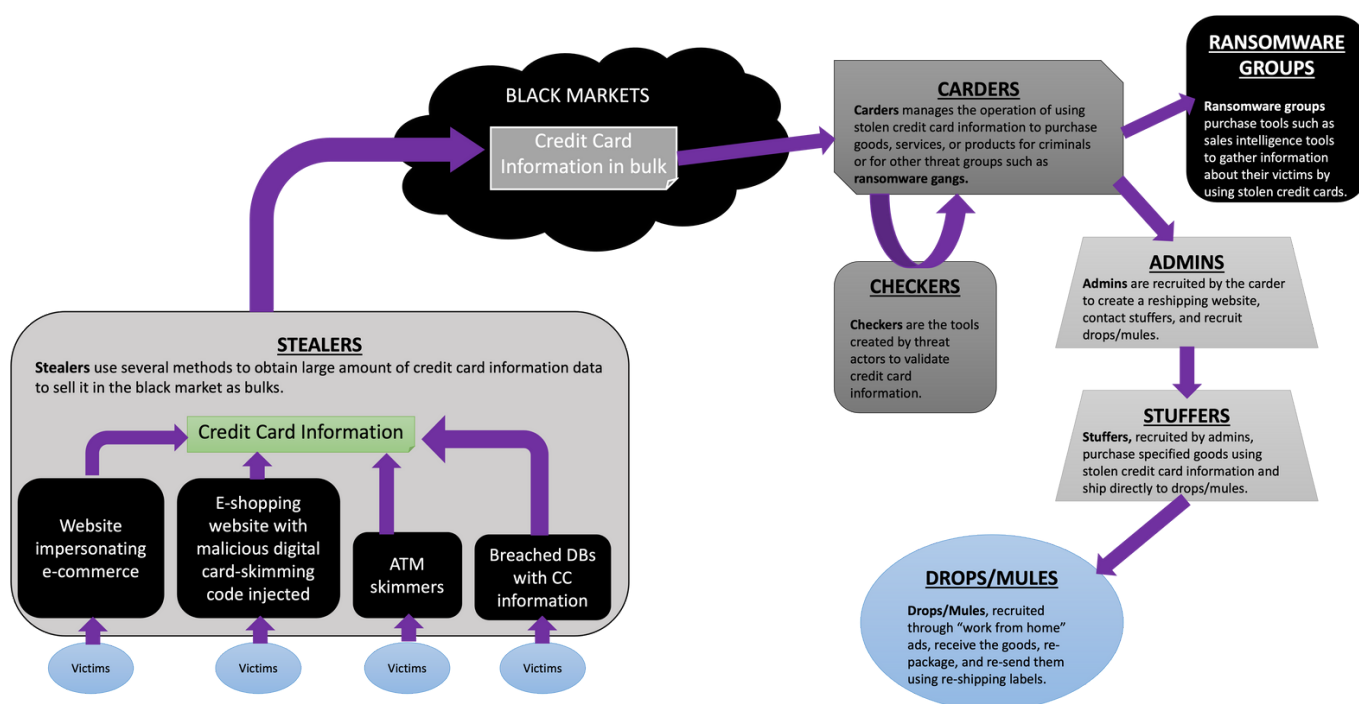 BLACK MARKETS
Credit Card
Information in bulk
CARDERS
Carders manages the operation of using
stolen credit card information to purchase
goods, services, or products for criminals
or for other threat groups such as
ransomware gangs.
RANSOMWARE
GROUPS
Ransomware groups
purchase tools such as
sales intelligence tools
to gather information
about their victims by
using stolen credit cards.
CHECKERS
Checkers are the tools
created by threat
actors to validate
credit card
information.
ADMINS
Admins are recruited by the carder
to create a reshipping website,
contact stuffers, and recruit
drops/mules.
STUFFERS
Stuffers, recruited by admins,
purchase specified goods using
stolen credit card information and
ship directly to drops/mules.
DROPS/MULES
Drops/Mules, recruited
through “work from home”
ads, receive the goods, re-
package, and re-send them
using re-shipping labels.
STEALERS
Stealers use several methods to obtain large amount of credit card information data
to sell it in the black market as bulks.
Credit Card Information
Website
impersonating
e-commerce
E-shopping
website with
malicious digital
card-skimming
code injected
ATM
skimmers
Breached DBs
with CC
information
Victims
Victims
Victims
Victims